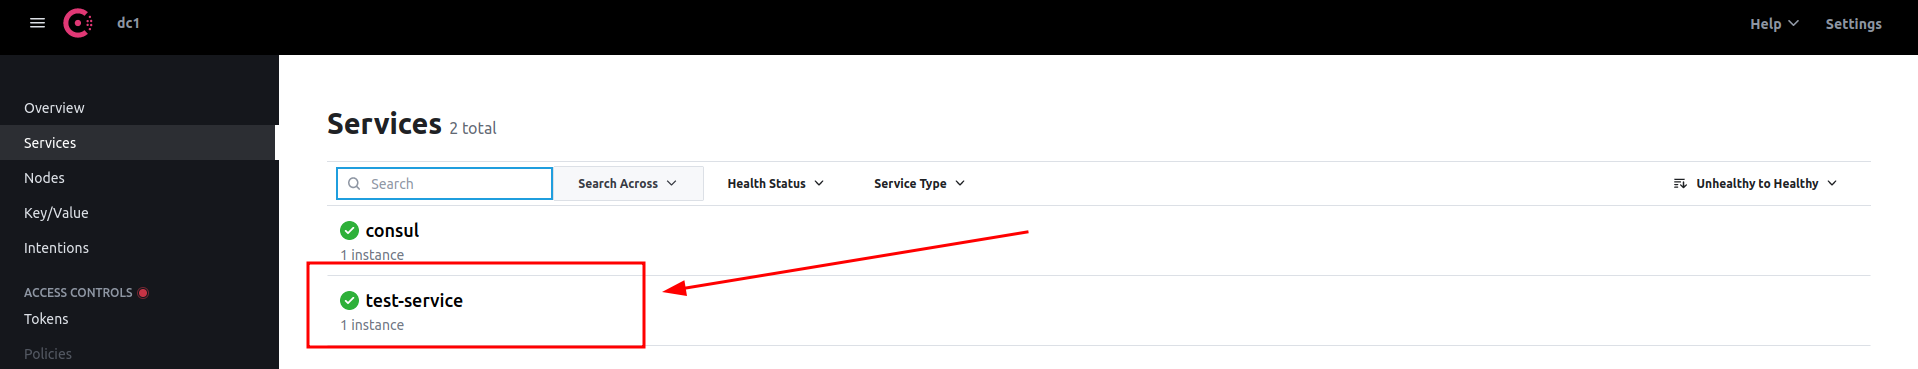 dc1
Help
Settings
Overview
Services
Nodes
Key/Value
Intentions
ACCESS CONTROLS
Tokens
Policies
Services 2 total
Search
Search Across
Health Status
Service Type
Unhealthy to Healthy
consul
1 instance
test-service
1 instance